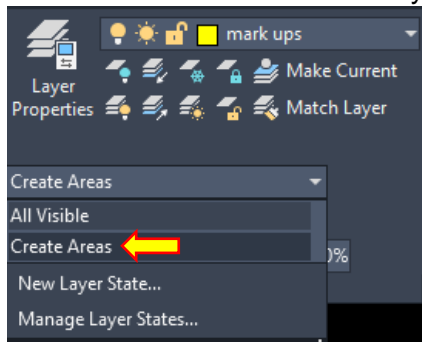 mark ups
Layer
Properties
Make Current
Match Layer
Create Areas
All Visible
Create Areas
0%
New Layer State...
Manage Layer States...